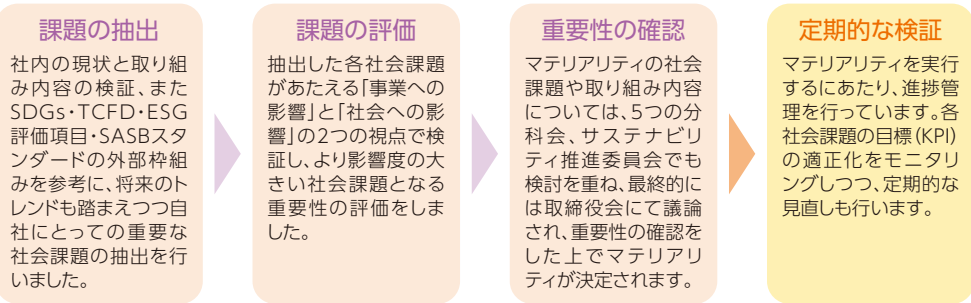 課題の抽出
社内の現状と取り組
み内容の検証、また
SDGs・TCFD・ESG
評価項目・SASBスタ
ンダードの外部枠組
みを参考に、将来のト
レンドも踏まえつつ自
社にとっての重要な
社会課題の抽出を行
いました。
課題の評価
抽出した各社会課題
があたえる「事業への
影響」と「社会への影
響」の2つの視点で検
証し、より影響度の大
きい社会課題となる
重要性の評価をしま
した。
重要性の確認
マテリアリティの社会
課題や取り組み内容
については、5つの分
科会、サステナビリ
ティ推進委員会でも
検討を重ね、最終的に
は取締役会にて議論
され、重要性の確認を
した上でマテリアリ
ティが決定されます。
定期的な検証
マテリアリティを実行
するにあたり、進捗管
理を行っています。各
社会課題の目標(KPI)
の適正化をモニタリ
ングしつつ、定期的な
見直しも行います。